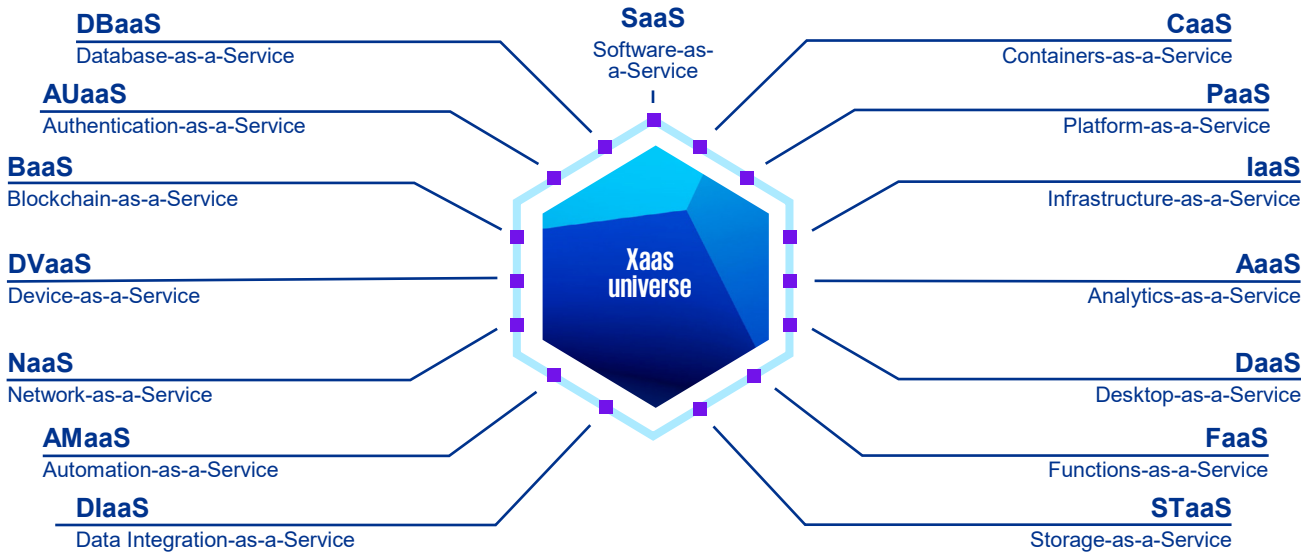 DBaaS
Database-as-a-Service
AUaaS
Authentication-as-a-Service
BaaS
Blockchain-as-a-Service
DVaaS
Device-as-a-Service
NaaS
Network-as-a-Service
AMaaS
Automation-as-a-Service
DIaaS
Data Integration-as-a-Service
SaaS
Software-as-
a-Service
Xaas
universe
CaaS
Containers-as-a-Service
PaaS
Platform-as-a-Service
IaaS
Infrastructure-as-a-Service
AaaS
Analytics-as-a-Service
DaaS
Desktop-as-a-Service
FaaS
Functions-as-a-Service
STaaS
Storage-as-a-Service